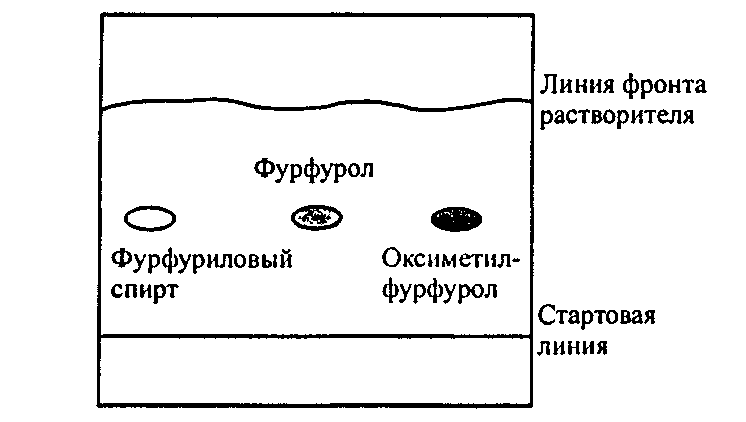 Линия фронта
растворителя
Фурфурол
Фурфуриловый
спирт
Оксиметил-
фурфурол
Стартовая
линия